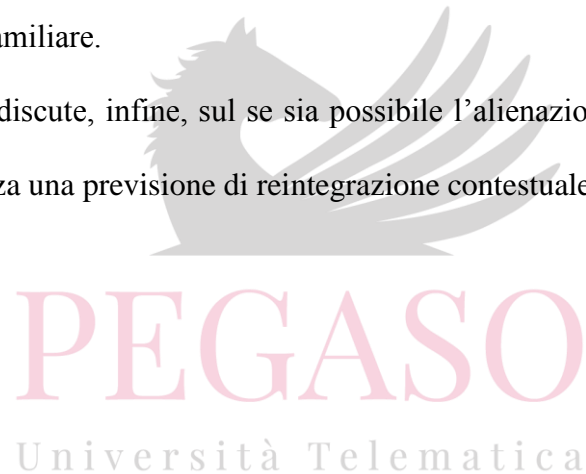 amiliare.
discute, infine, sul se sia possibile l'alienazio
za una previsione di reintegrazione contestuale
PEGASO
Università Telematica